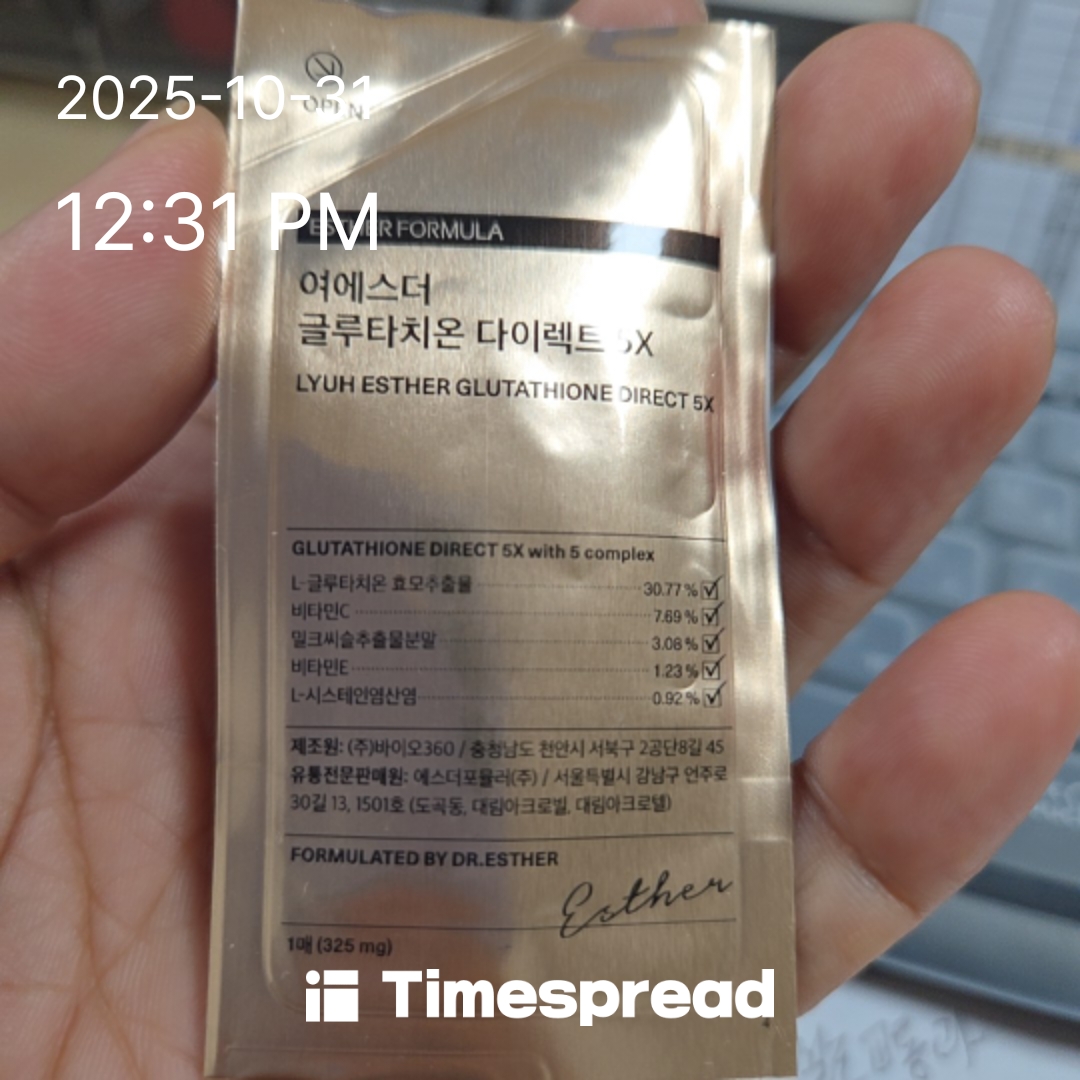 2025-10-31
OPEN
12:31 PM
ESTHER FORMULA
여에스더
글루타치온 다이렉트 5X
LYUH ESTHER GLUTATHIONE DIRECT 5X
GLUTATHIONE DIRECT 5X with 5 complex
L-글루타치온 효모추출물 30.77 %
비타민C 7.69 %
밀크씨슬추출물분말 3.08 %
비타민E 1.23 %
L-시스테인염산염 0.92 %
제조원: (주)바이오360 / 충청남도 천안시 서북구 2공단8길 45
유통전문판매원: 에스더포뮬러(주) / 서울특별시 강남구 언주로
30길 13, 1501호 (도곡동, 대림아크로빌, 대림아크로텔)
FORMULATED BY DR.ESTHER
Esther
1매 (325 mg)
Timespread